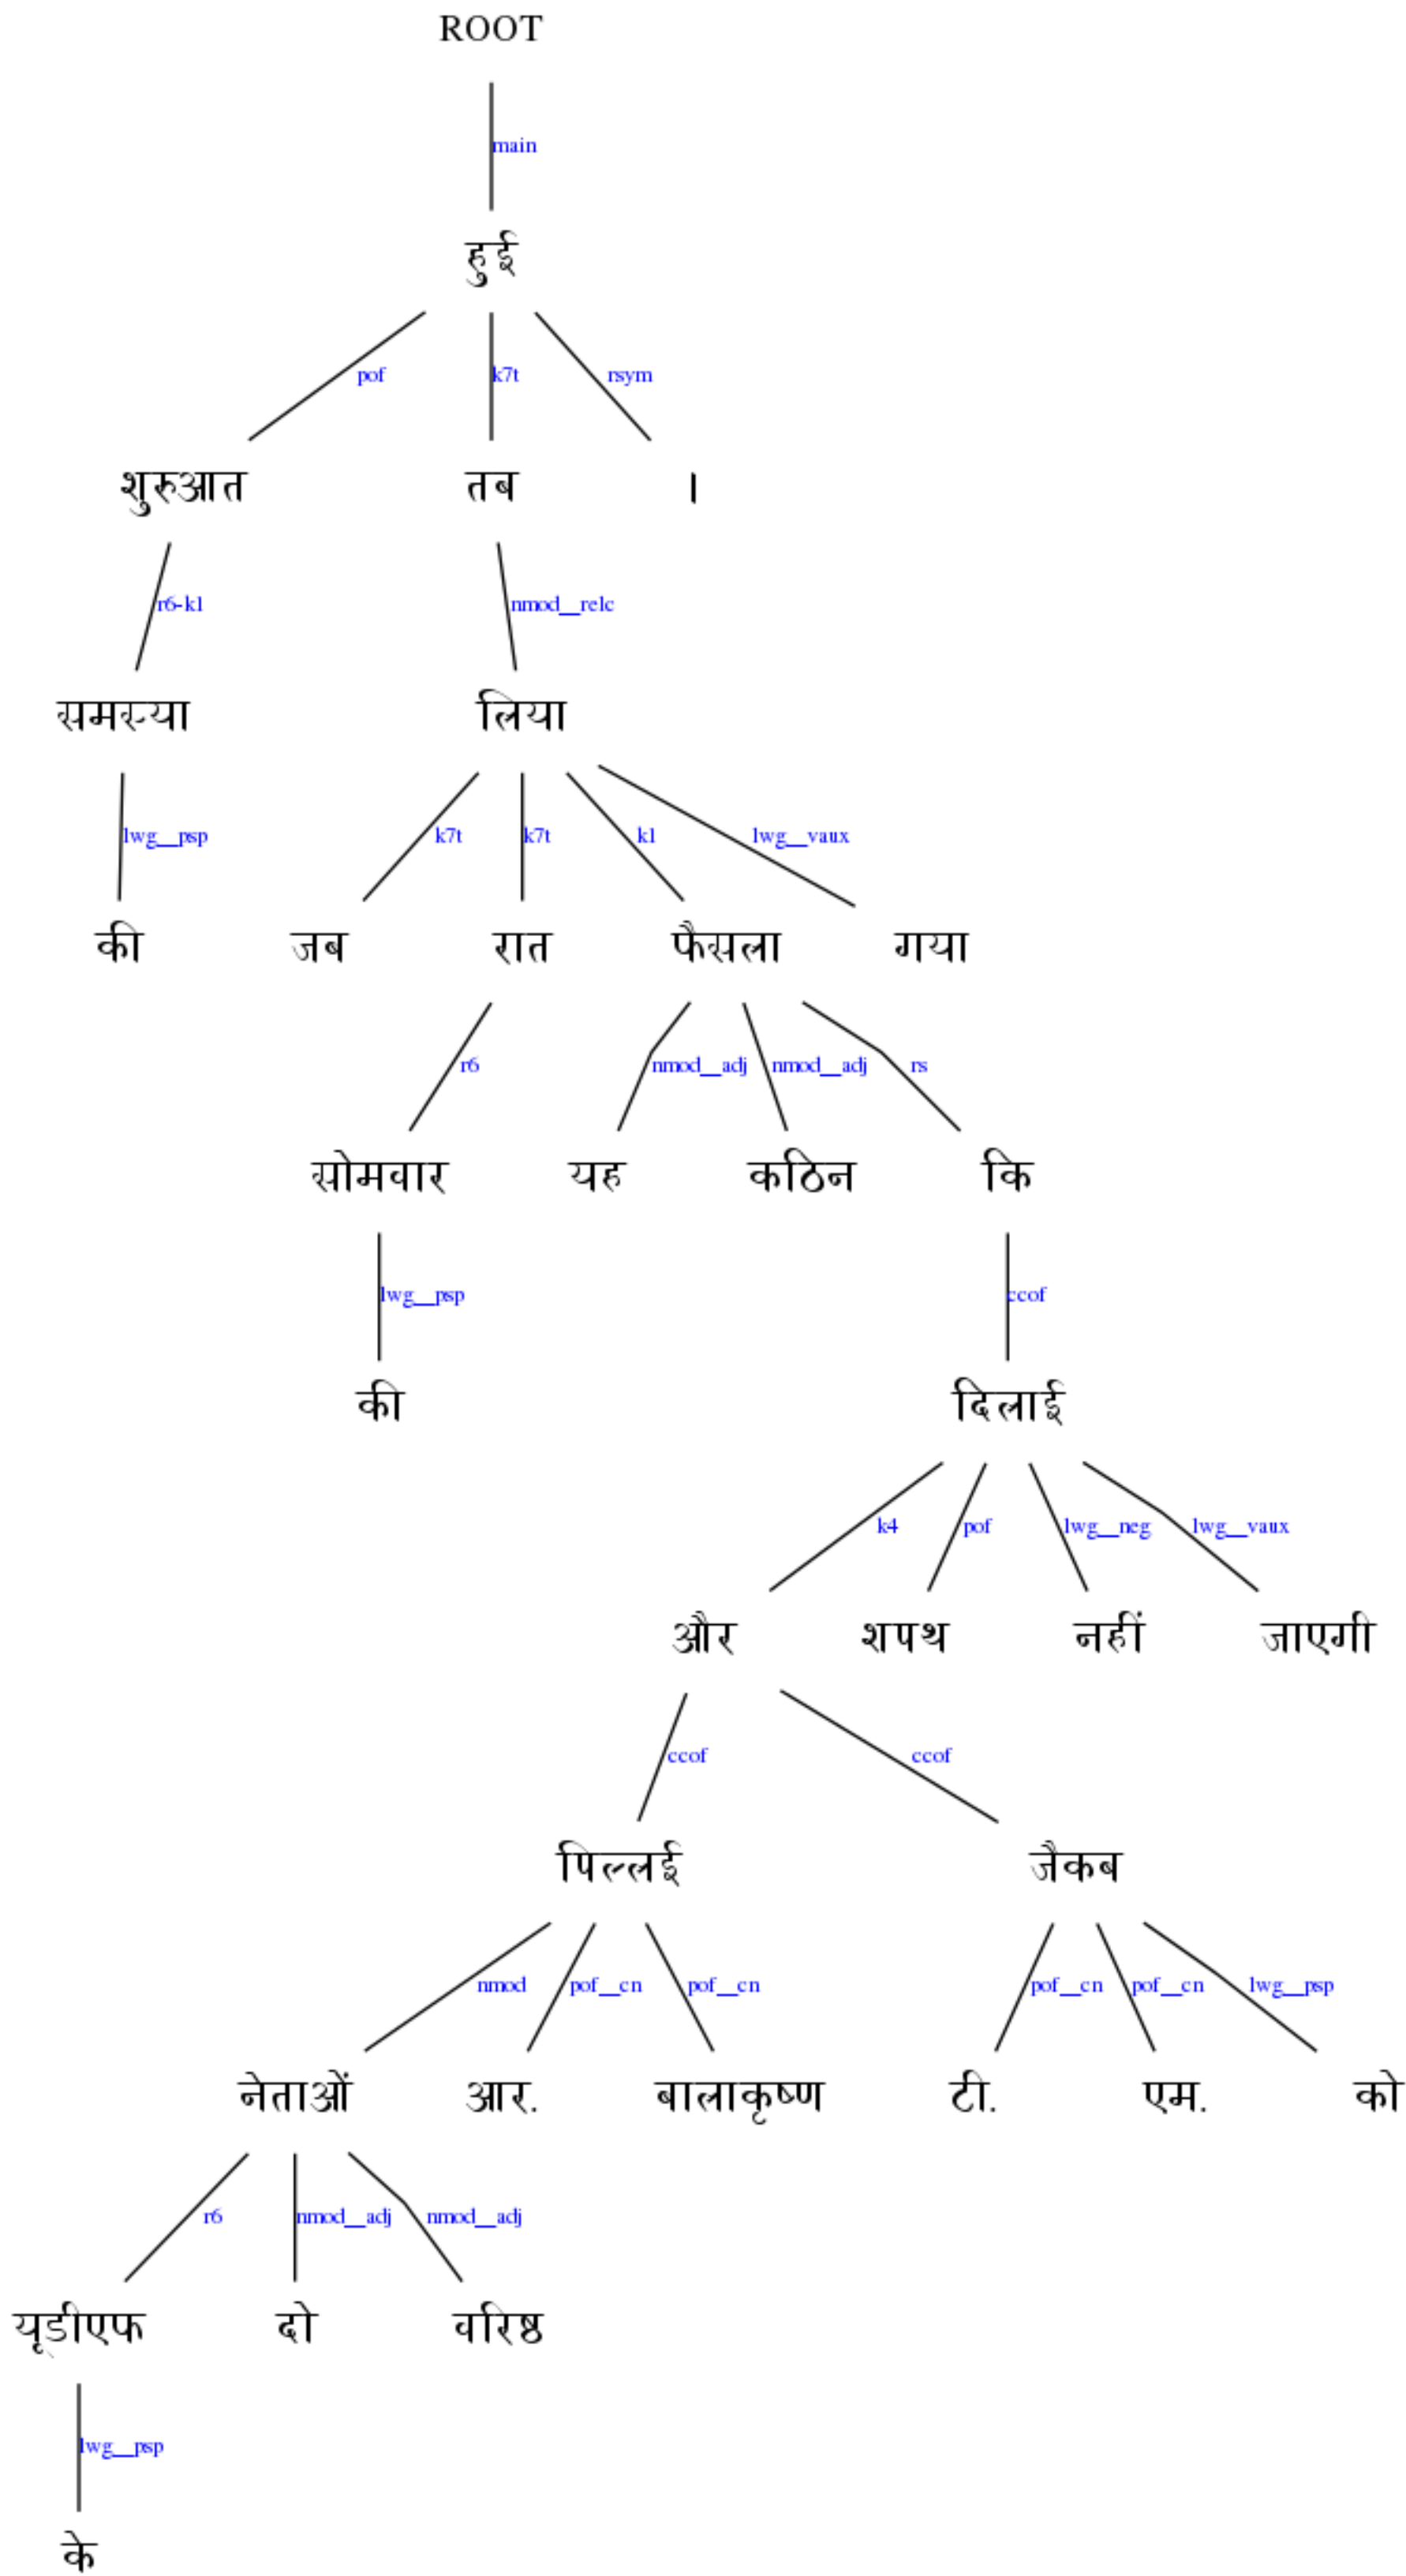 ROOT
main
हुई
pof k7t rsym
शुरुआत तब ।
r6-k1 nmod__relc
समस्या लिया
lwg__psp k7t k7t k1 lwg__vaux
की जब रात फैसला गया
r6 nmod__adj nmod__adj rs
सोमवार यह कठिन कि
lwg__psp ccof
की दिलाई
k4 pof lwg__neg lwg__vaux
और शपथ नहीं जाएगी
ccof ccof
पिल्लई जैकब
nmod pof__cn pof__cn pof__cn pof__cn lwg__psp
नेताओं आर. बालाकृष्ण टी. एम. को
r6 nmod__adj nmod__adj
यूडीएफ दो वरिष्ठ
lwg__psp
के